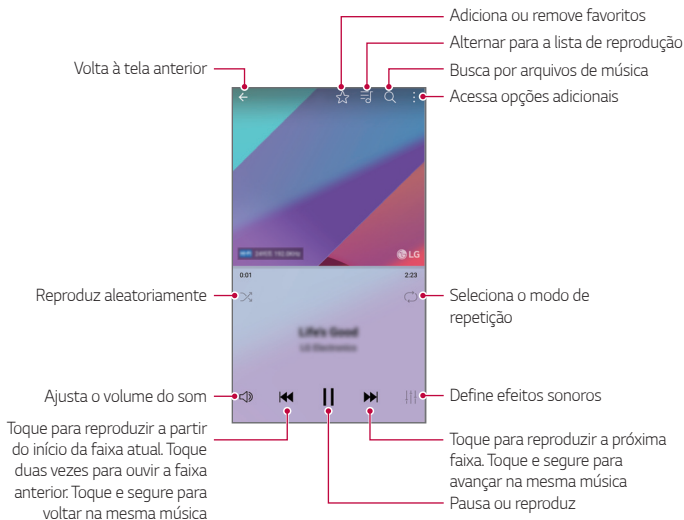 Adiciona ou remove favoritos
Alternar para a lista de reprodução
Volta à tela anterior
Busca por arquivos de música
Acessa opções adicionais
LG
0:01
2:23
Reproduz aleatoriamente
Seleciona o modo de
repetição
Life's Good
LG Electronics
Ajusta o volume do som
Define efeitos sonoros
Toque para reproduzir a partir
do início da faixa atual. Toque
duas vezes para ouvir a faixa
anterior. Toque e segure para
voltar na mesma música
Toque para reproduzir a próxima
faixa. Toque e segure para
avançar na mesma música
Pausa ou reproduz